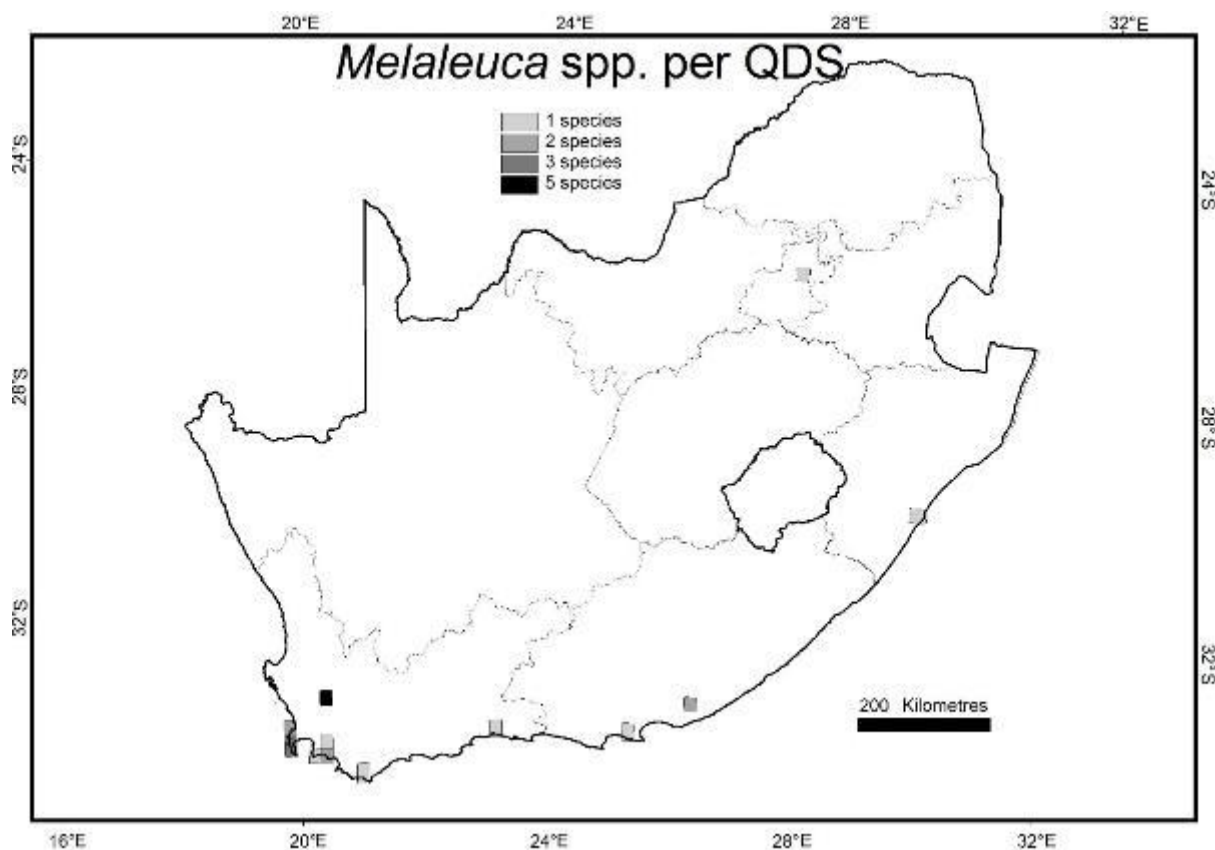 20°E 24°E 28°E 32°E
Melaleuca spp. per QDS
1 species
2 species
3 species
5 species
24°S
24°S
28°S
28°S
32°S
32°S
200 Kilometres
16°E 20°E 24°E 28°E 32°E